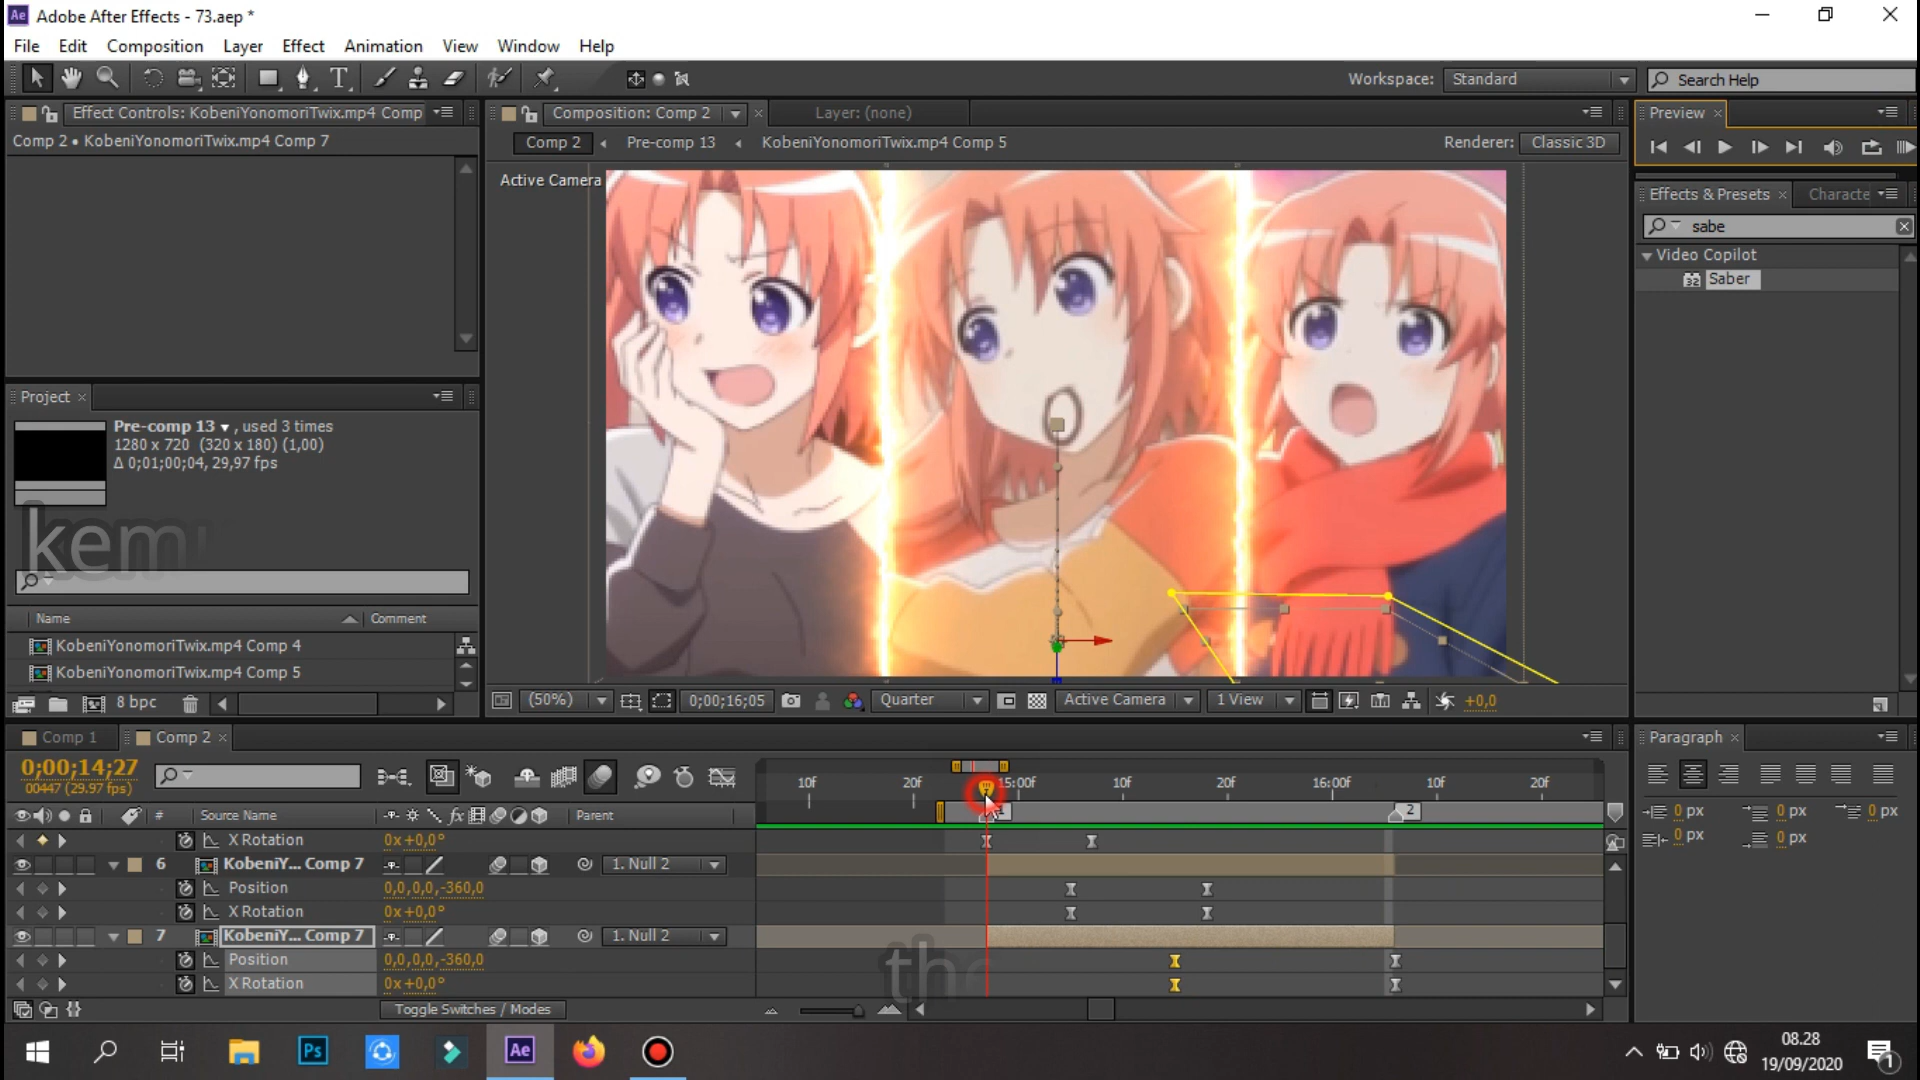 Adobe After Effects - 73.aep *
File Edit Composition Layer Effect Animation View Window Help
Workspace: Standard Search Help
Effect Controls: KobeniYonomoriTwix.mp4 Comp
Comp 2 • KobeniYonomoriTwix.mp4 Comp 7
Composition: Comp 2 Layer: (none)
Comp 2 Pre-comp 13 KobeniYonomoriTwix.mp4 Comp 5 Renderer: Classic 3D
Active Camera
Preview
Effects & Presets Characte
sabe
Video Copilot
Saber
Project
Pre-comp 13 , used 3 times
1280 x 720 (320 x 180) (1,00)
Δ 0;01;00;04, 29,97 fps
kem
Name Comment
KobeniYonomoriTwix.mp4 Comp 4
KobeniYonomoriTwix.mp4 Comp 5
8 bpc
(50%) 0;00;16;05 Quarter Active Camera 1 View +0,0
Comp 1 Comp 2
0;00;14;27
00447 (29.97 fps)
10f 20f 15:00f 10f 20f 16:00f 10f 20f
1 2
# Source Name Parent
X Rotation 0x+0,0°
6 KobeniY... Comp 7 1. Null 2
Position 0,0,0,0,-360,0
X Rotation 0x+0,0°
7 KobeniY... Comp 7 1. Null 2
Position 0,0,0,0,-360,0
X Rotation 0x+0,0°
the
Toggle Switches / Modes
Paragraph
0 px 0 px 0 px
0 px 0 px
Ps Ae
08.28
19/09/2020
1